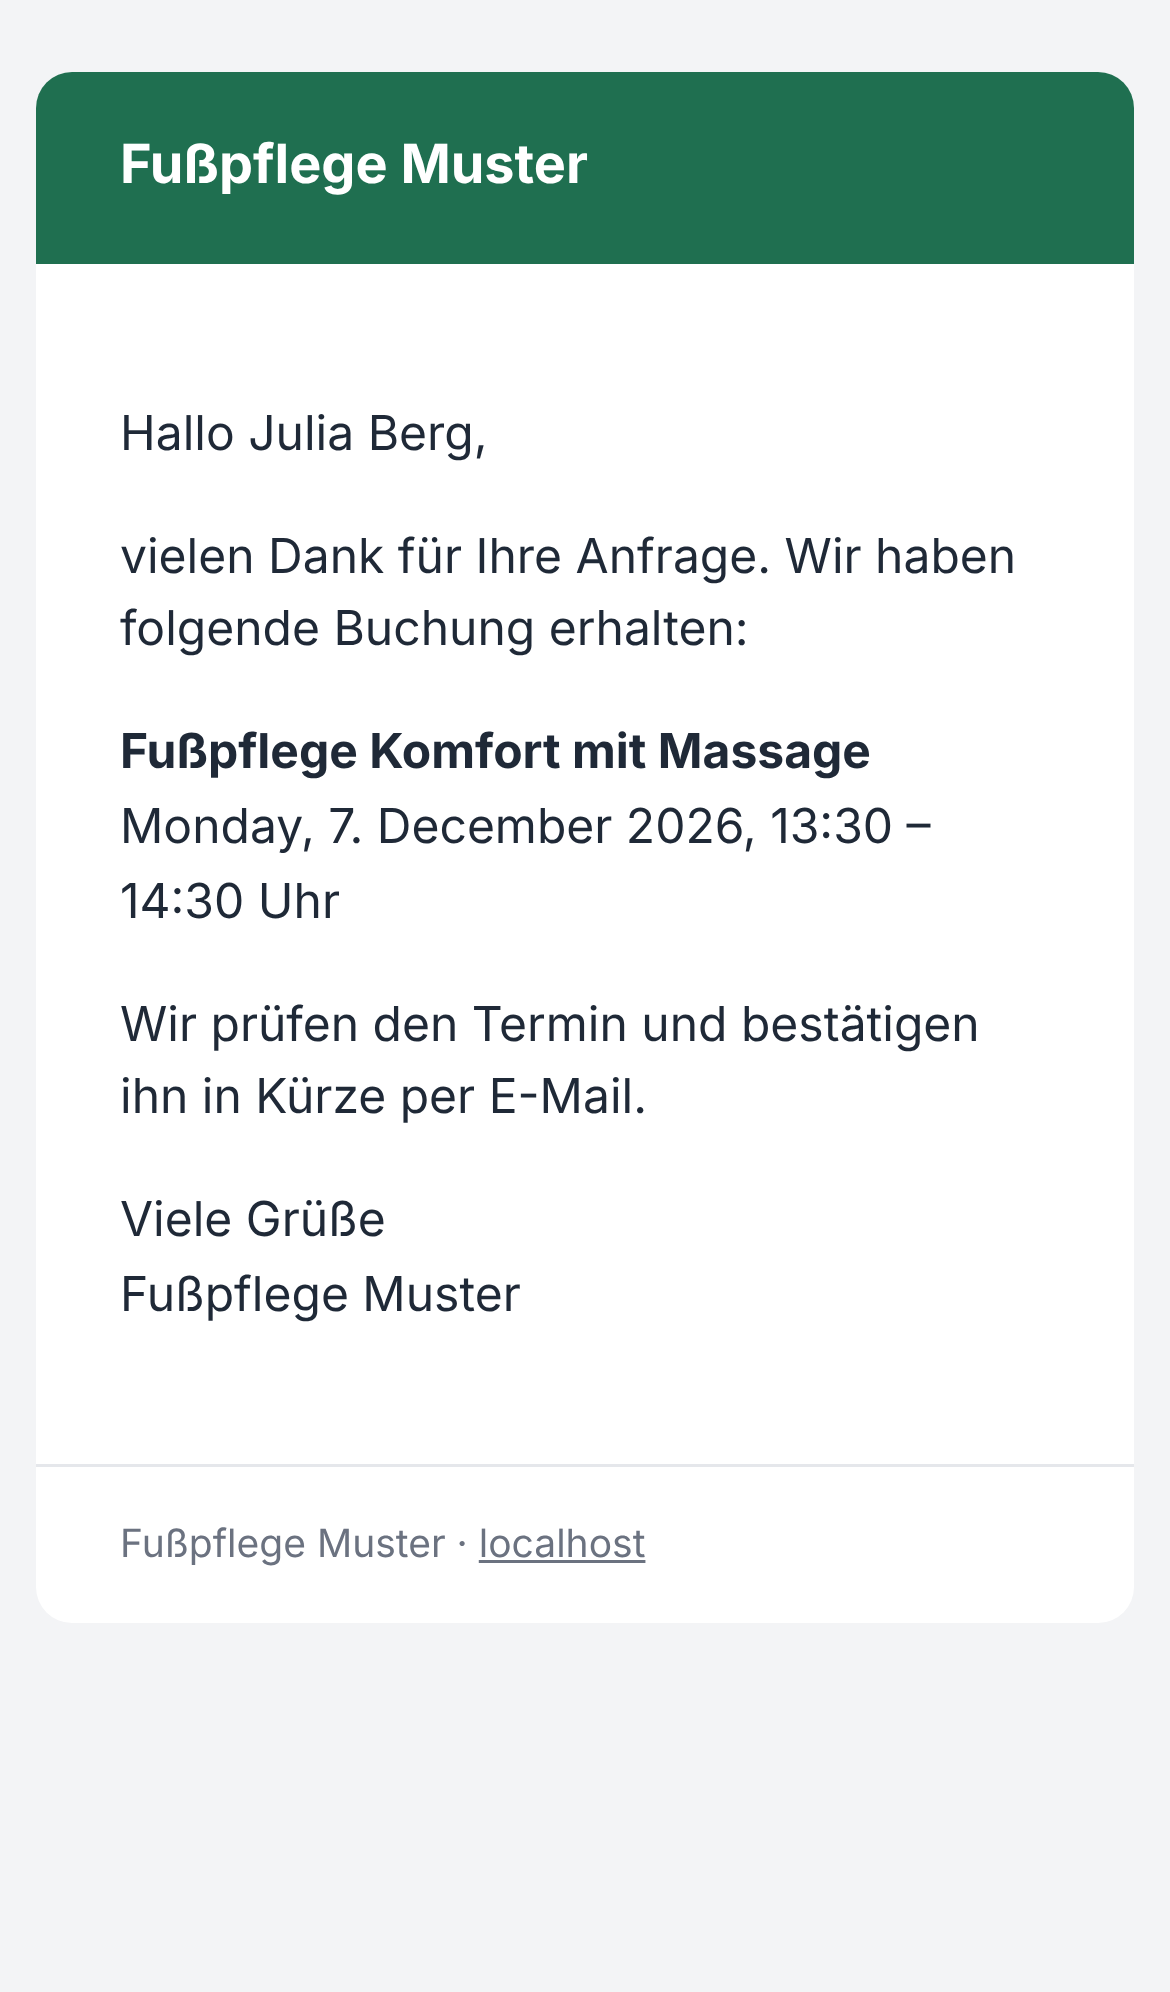 Fußpflege Muster
Hallo Julia Berg,
vielen Dank für Ihre Anfrage. Wir haben
folgende Buchung erhalten:
Fußpflege Komfort mit Massage
Monday, 7. December 2026, 13:30 –
14:30 Uhr
Wir prüfen den Termin und bestätigen
ihn in Kürze per E-Mail.
Viele Grüße
Fußpflege Muster
Fußpflege Muster · localhost